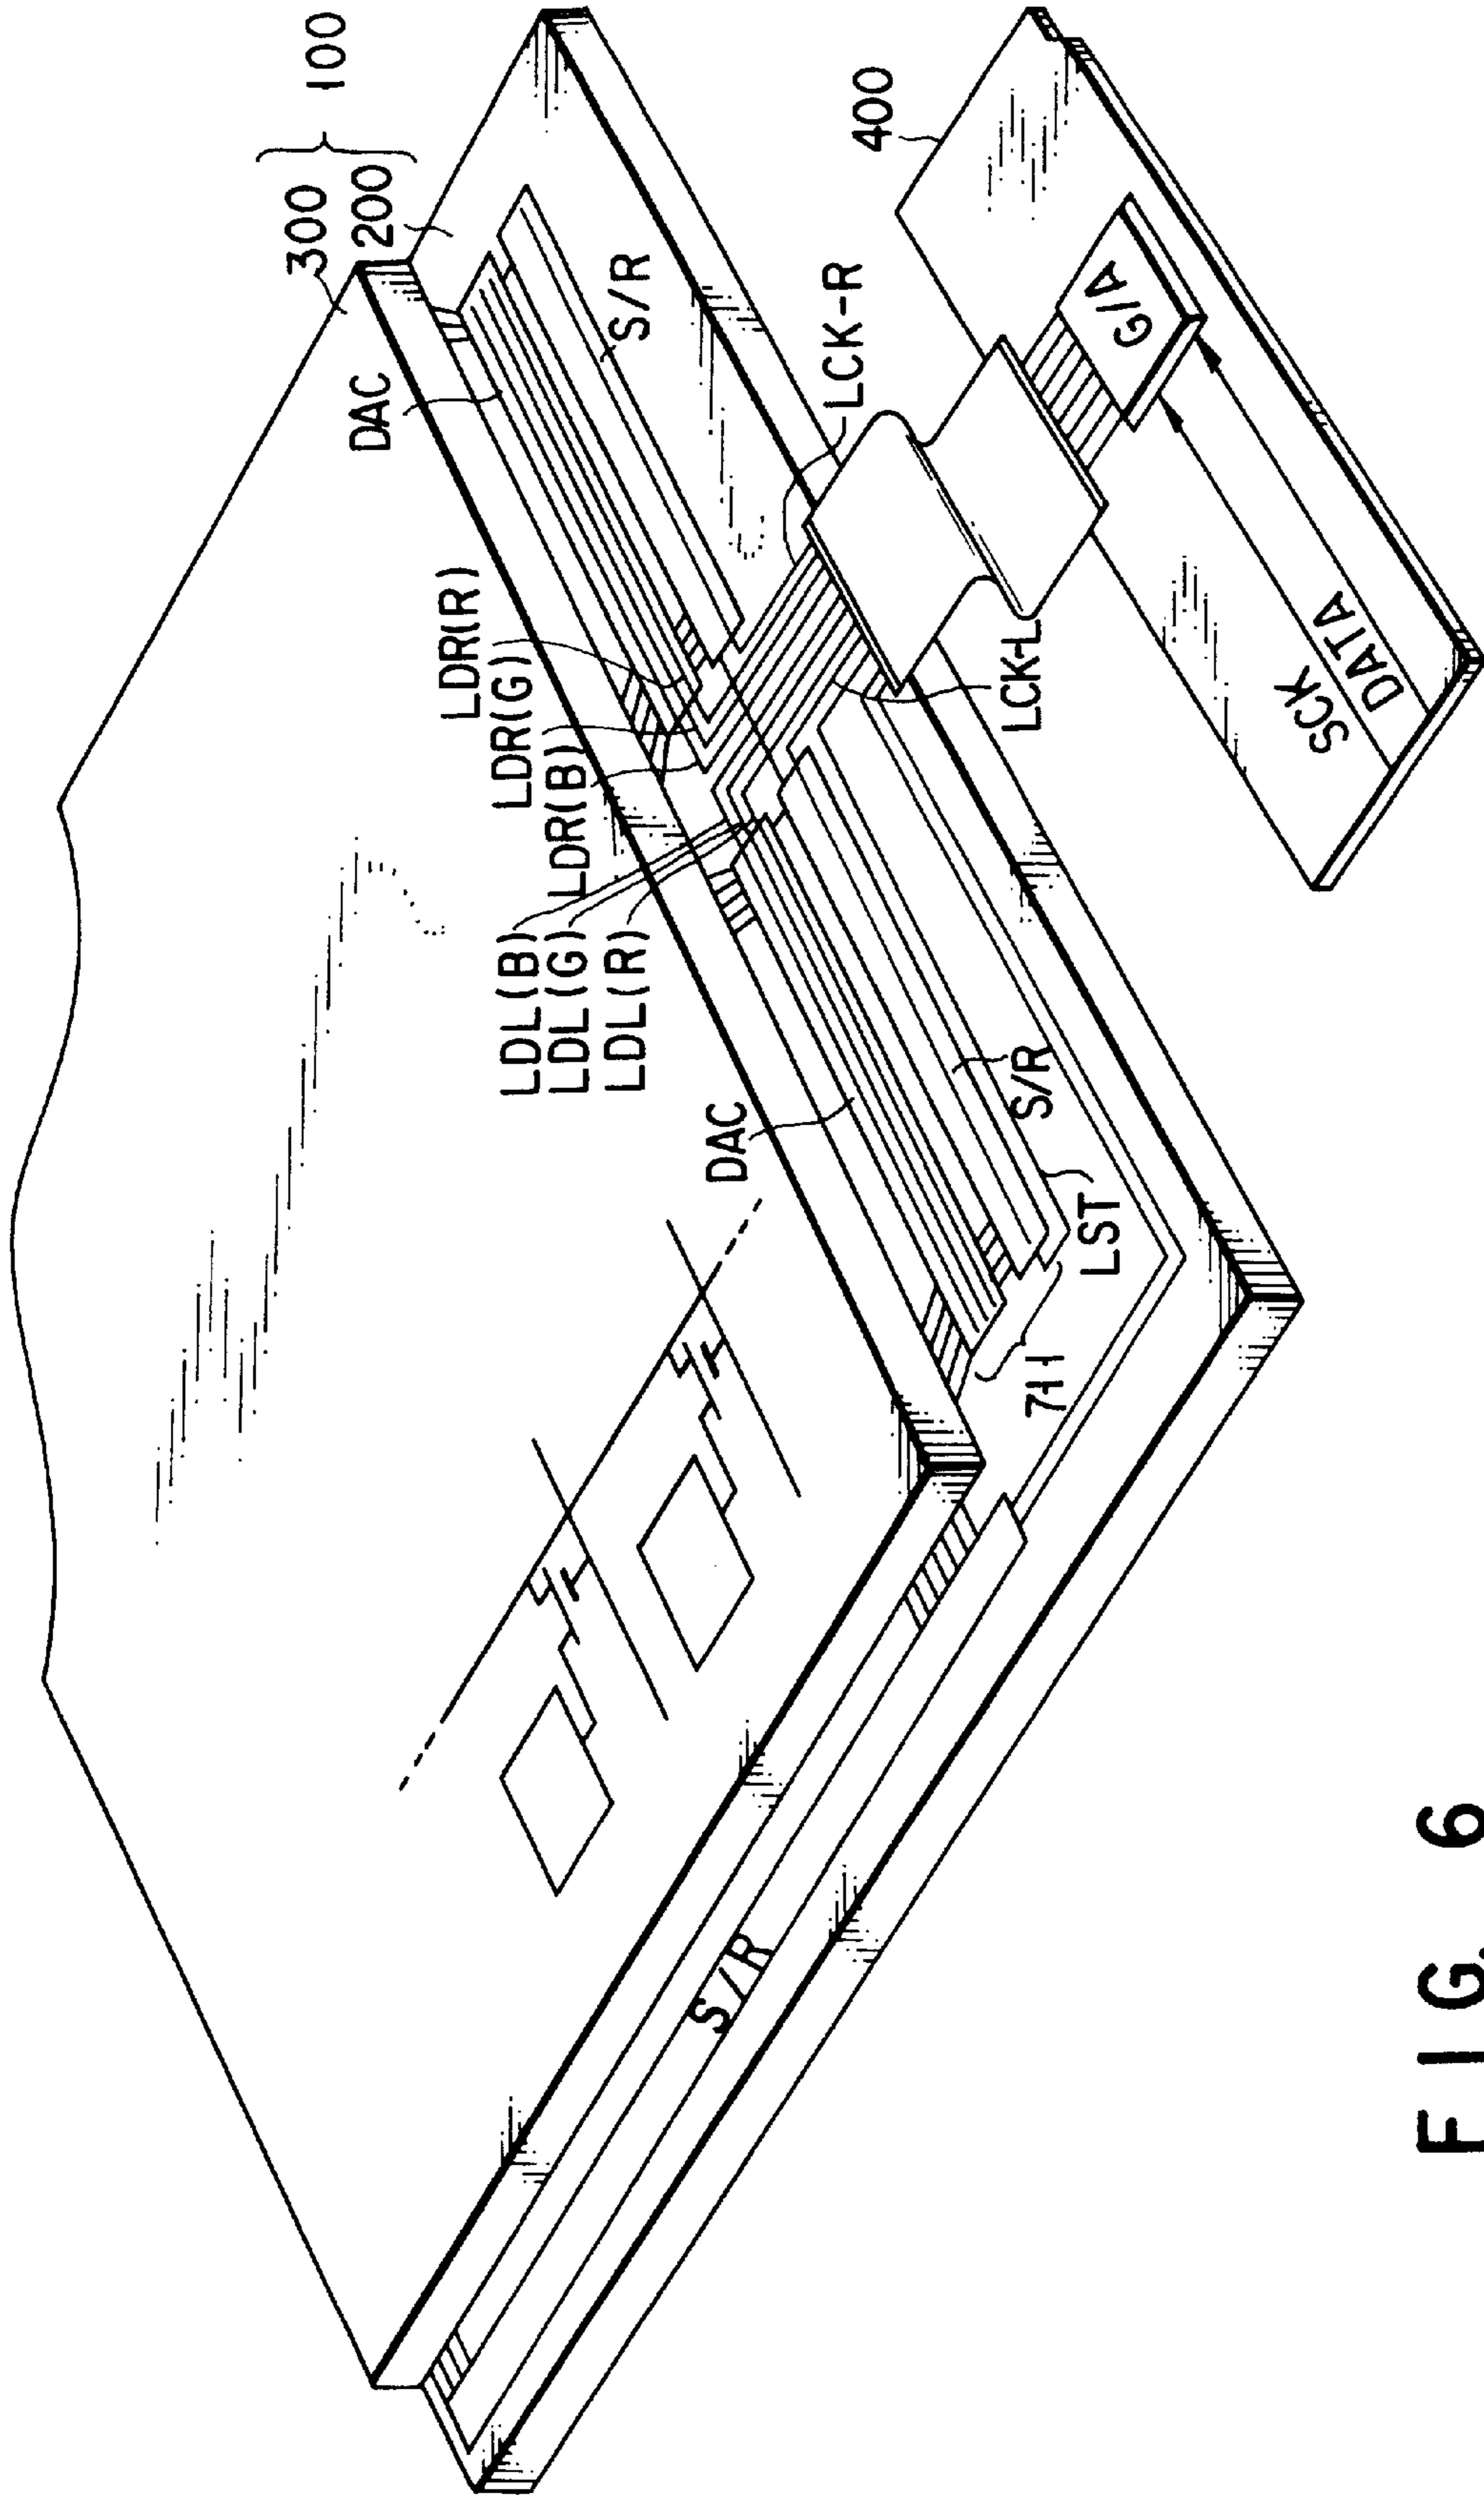 300
200
100
DAC
LDR(R)
LDR(G)
LDR(B)
LDL(B)
LDL(G)
LDL(R)
DAC
S/R
S/R
S/R
LCK-R
LCK-L
LST
711
400
G/A
SCK
DATA
FIG. 6